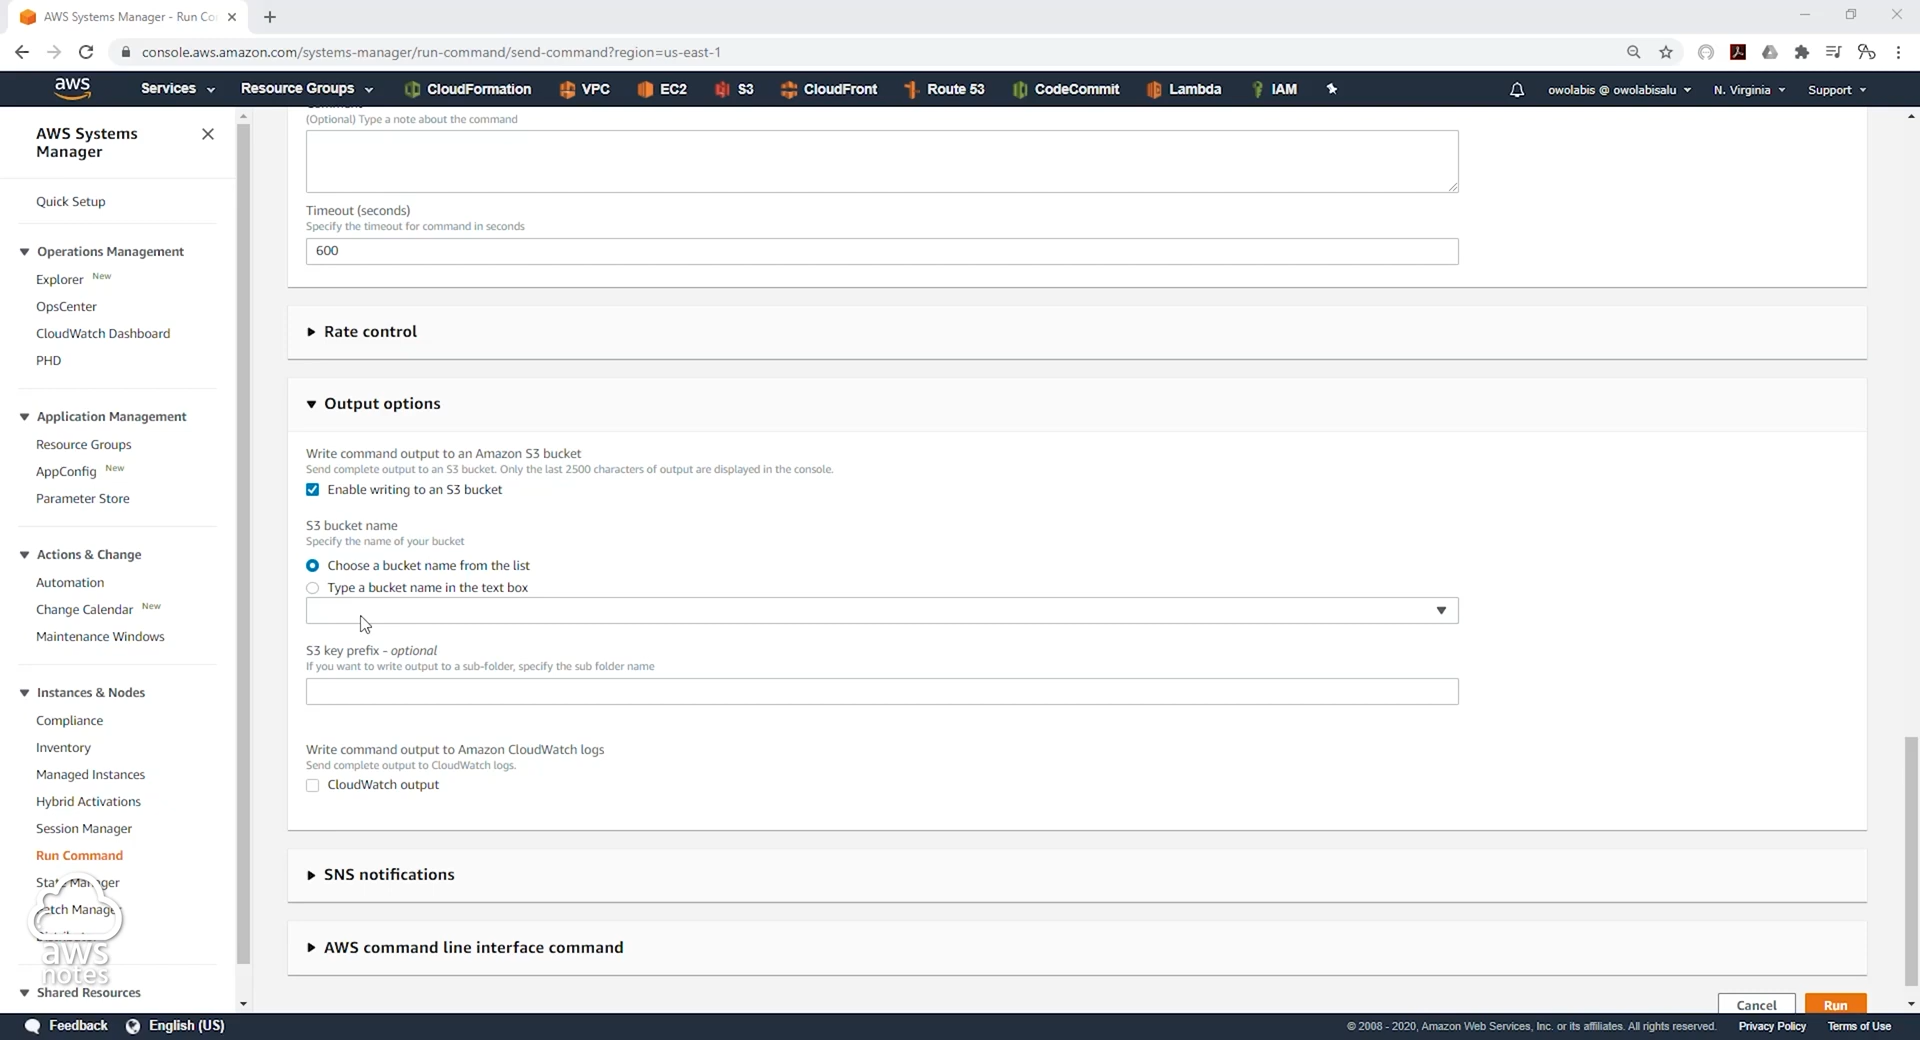 AWS Systems Manager - Run Co
console.aws.amazon.com/systems-manager/run-command/send-command?region=us-east-1
aws
Services
Resource Groups
CloudFormation
VPC
EC2
S3
CloudFront
Route 53
CodeCommit
Lambda
IAM
owolabis @ owolabisalu
N. Virginia
Support
AWS Systems
Manager
Quick Setup
Operations Management
Explorer New
OpsCenter
CloudWatch Dashboard
PHD
Application Management
Resource Groups
AppConfig New
Parameter Store
Actions & Change
Automation
Change Calendar New
Maintenance Windows
Instances & Nodes
Compliance
Inventory
Managed Instances
Hybrid Activations
Session Manager
Run Command
State Manager
aws
notes
Shared Resources
(Optional) Type a note about the command
Timeout (seconds)
Specify the timeout for command in seconds
600
Rate control
Output options
Write command output to an Amazon S3 bucket
Send complete output to an S3 bucket. Only the last 2500 characters of output are displayed in the console.
Enable writing to an S3 bucket
S3 bucket name
Specify the name of your bucket
Choose a bucket name from the list
Type a bucket name in the text box
S3 key prefix - optional
If you want to write output to a sub-folder, specify the sub folder name
Write command output to Amazon CloudWatch logs
Send complete output to CloudWatch logs.
CloudWatch output
SNS notifications
AWS command line interface command
Cancel
Run
Feedback
English (US)
© 2008 - 2020, Amazon Web Services, Inc. or its affiliates. All rights reserved.
Privacy Policy
Terms of Use